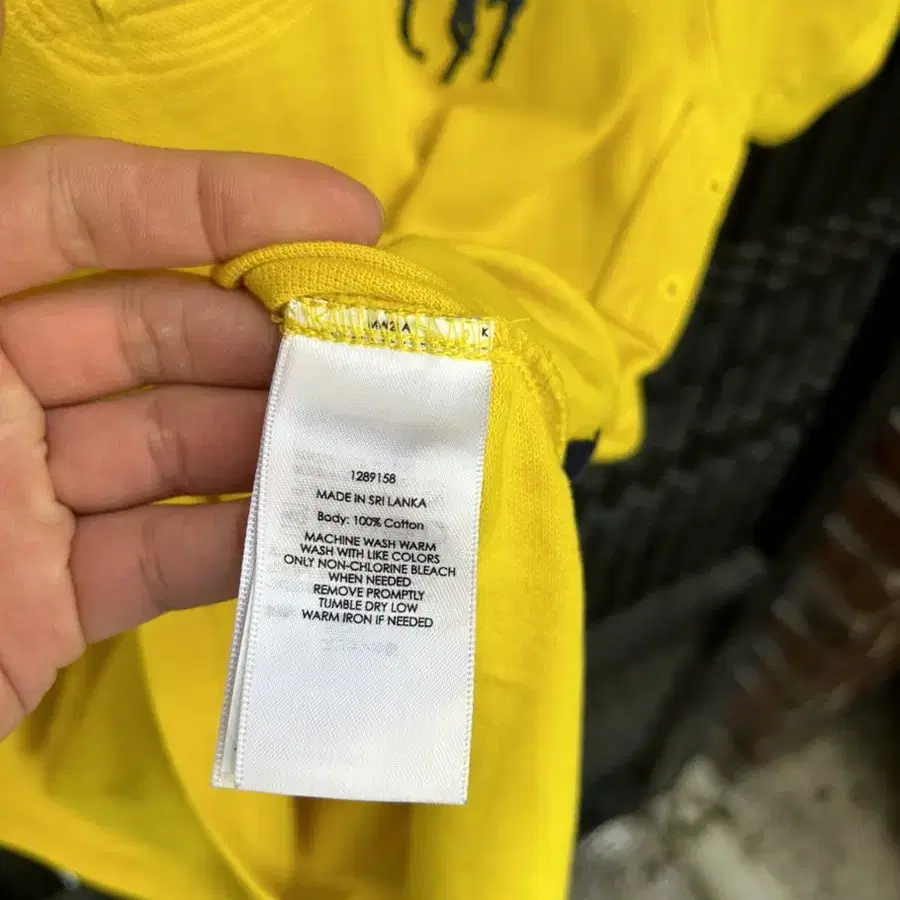 1289158
MADE IN SRI LANKA
Body: 100% Cotton
MACHINE WASH WARM
WASH WITH LIKE COLORS
ONLY NON-CHLORINE BLEACH
WHEN NEEDED
REMOVE PROMPTLY
TUMBLE DRY LOW
WARM IRON IF NEEDED